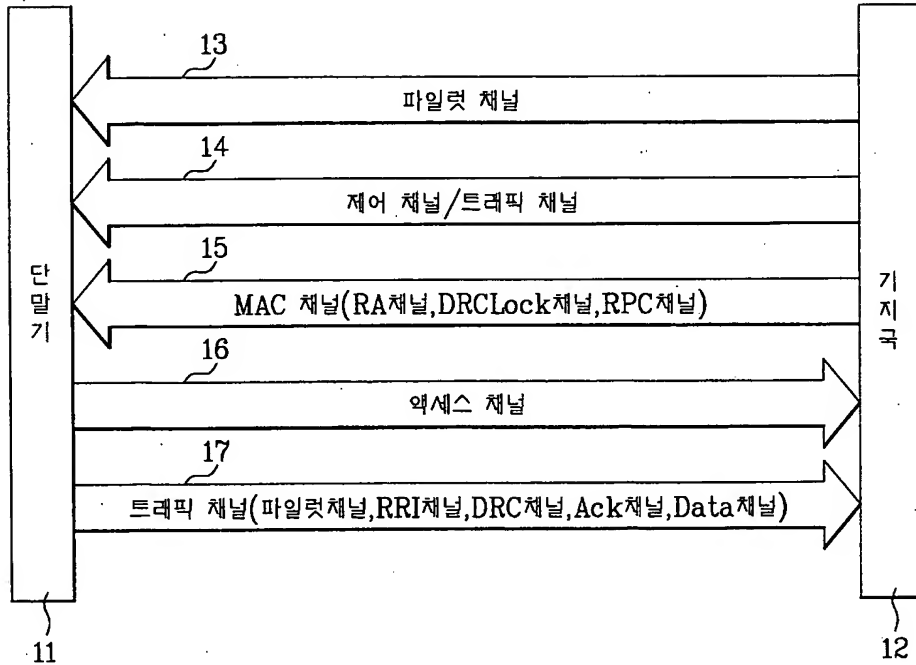 13
파일럿 채널
14
제어 채널/트래픽 채널
15
MAC 채널(RA채널,DRCLock채널,RPC채널)
16
액세스 채널
17
트래픽 채널(파일럿채널,RRI채널,DRC채널,Ack채널,Data채널)
단말기
기지국
11
12